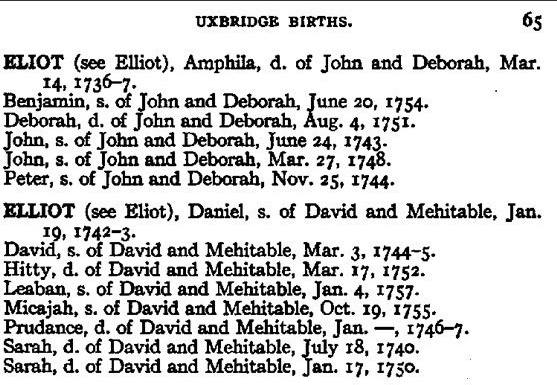 UXBRIDGE BIRTHS. 65
ELIOT (see Elliot), Amphila, d. of John and Deborah, Mar.
14, 1736-7.
Benjamin, s. of John and Deborah, June 20, 1754.
Deborah, d. of John and Deborah, Aug. 4, 1751.
John, s. of John and Deborah, June 24, 1743.
John, s. of John and Deborah, Mar. 27, 1748.
Peter, s. of John and Deborah, Nov. 25, 1744.
ELLIOT (see Eliot), Daniel, s. of David and Mehitable, Jan.
19, 1742-3.
David, s. of David and Mehitable, Mar. 3, 1744-5.
Hitty, d. of David and Mehitable, Mar. 17, 1752.
Leaban, s. of David and Mehitable, Jan. 4, 1757.
Micajah, s. of David and Mehitable, Oct. 19, 1755.
Prudance, d. of David and Mehitable, Jan. —, 1746-7.
Sarah, d. of David and Mehitable, July 18, 1740.
Sarah, d. of David and Mehitable, Jan. 17, 1750.